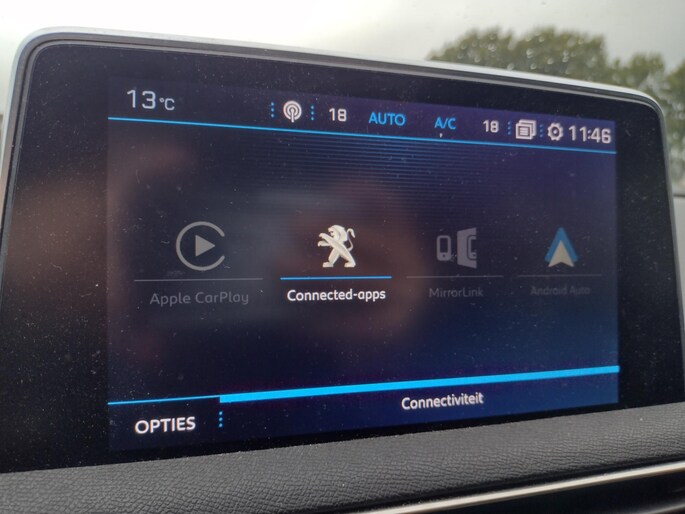 13°C 18 AUTO A/C 18 11:46
Apple CarPlay Connected-apps MirrorLink Android Auto
Connectiviteit
OPTIES